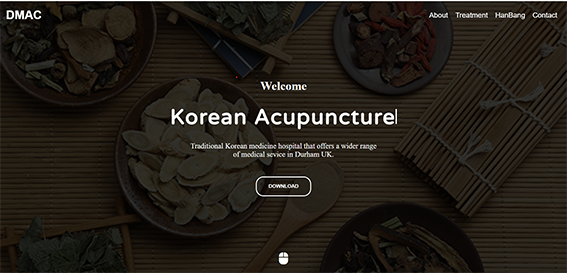 DMAC
About Treatment HanBang Contact
Welcome
Korean Acupuncture
Traditional Korean medicine hospital that offers a wider range
of medical sevice in Durham UK.
DOWNLOAD